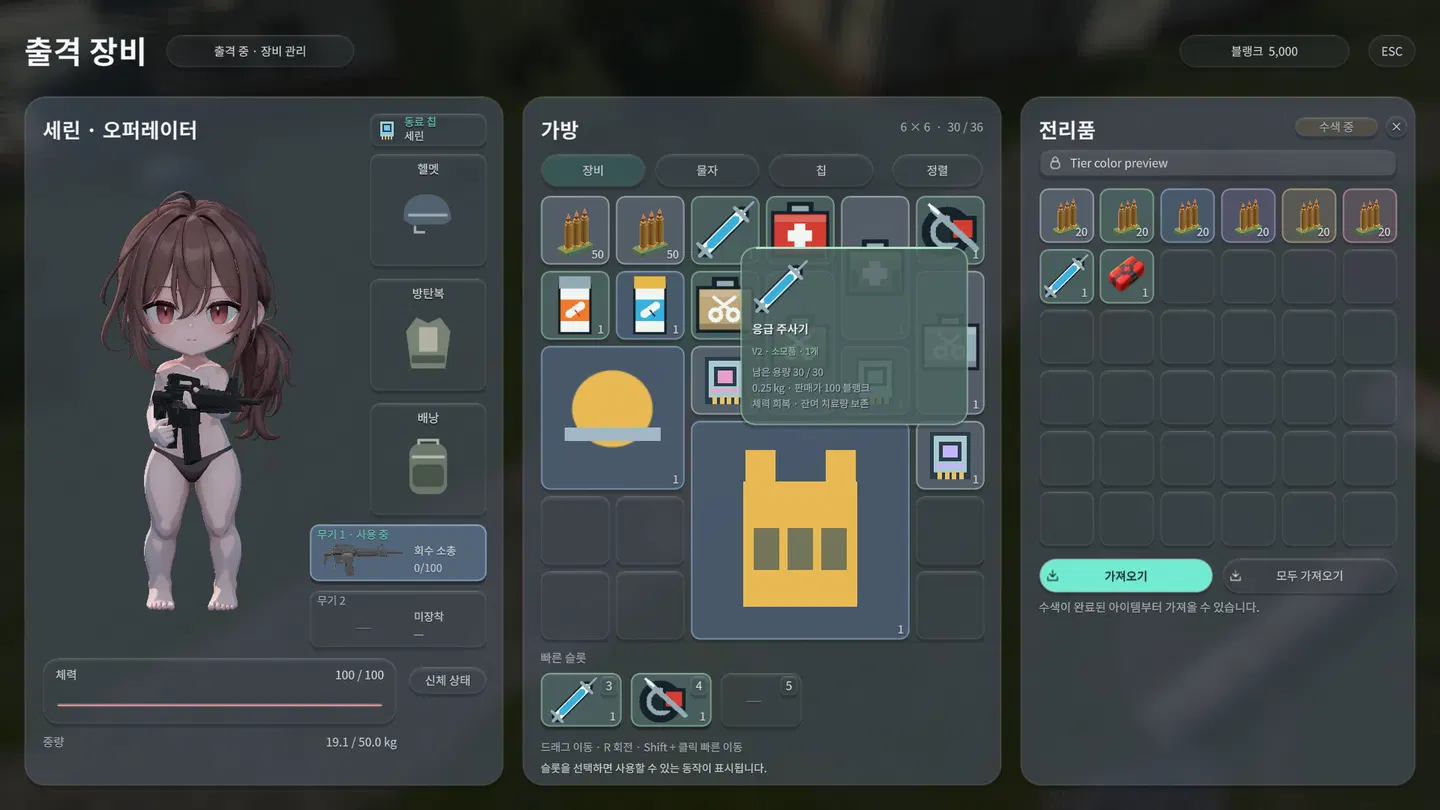 출격 장비
출격 중 · 장비 관리
블랭크 5,000
ESC
세린 · 오퍼레이터
동료 칩
세린
헬멧
방탄복
배낭
무기 1 · 사용 중
회수 소총
0/100
무기 2
미장착
—
—
체력
100 / 100
신체 상태
중량
19.1 / 50.0 kg
가방
6 × 6 · 30 / 36
장비
물자
칩
정렬
50
50
1
1
1
응급 주사기
V2 · 소모품 · 1개
남은 용량 30 / 30
0.25 kg · 판매가 100 블랭크
체력 회복 · 잔여 치료량 보존
1
1
1
1
빠른 슬롯
3
1
4
1
5
—
드래그 이동 · R 회전 · Shift + 클릭 빠른 이동
슬롯을 선택하면 사용할 수 있는 동작이 표시됩니다.
전리품
수색 중
Tier color preview
20
20
20
20
20
20
1
1
가져오기
모두 가져오기
수색이 완료된 아이템부터 가져올 수 있습니다.